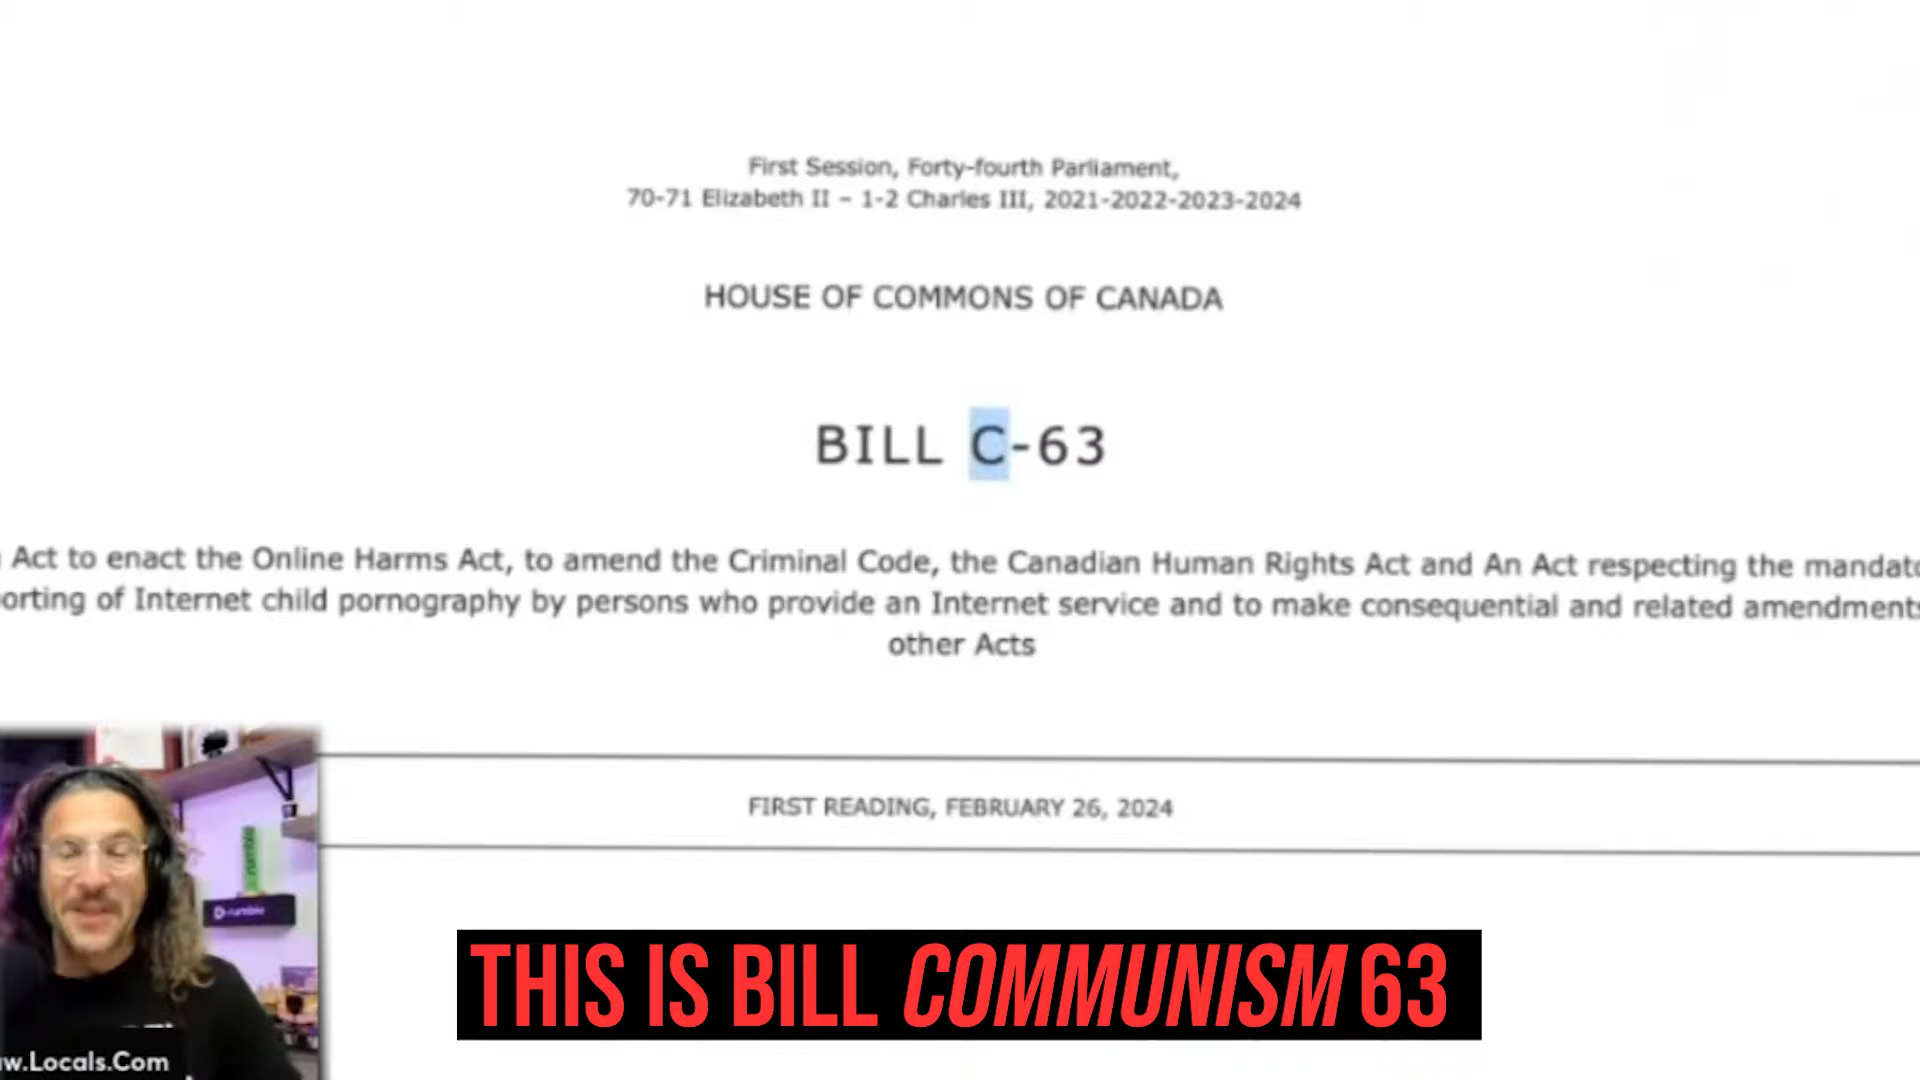 First Session, Forty-fourth Parliament,
70-71 Elizabeth II – 1-2 Charles III, 2021-2022-2023-2024
HOUSE OF COMMONS OF CANADA
BILL C-63
Act to enact the Online Harms Act, to amend the Criminal Code, the Canadian Human Rights Act and An Act respecting the mandato
orting of Internet child pornography by persons who provide an Internet service and to make consequential and related amendments
other Acts
FIRST READING, FEBRUARY 26, 2024
rumble
rumble
THIS IS BILL COMMUNISM 63
w.Locals.Com